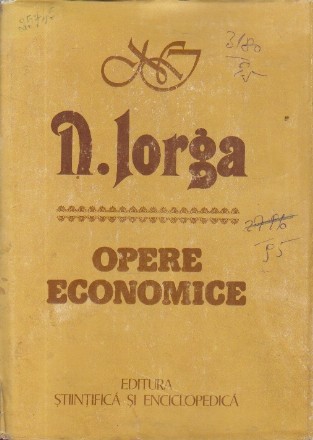 N. Iorga
OPERE
ECONOMICE
EDITURA
ȘTIINȚIFICĂ ȘI ENCICLOPEDICĂ